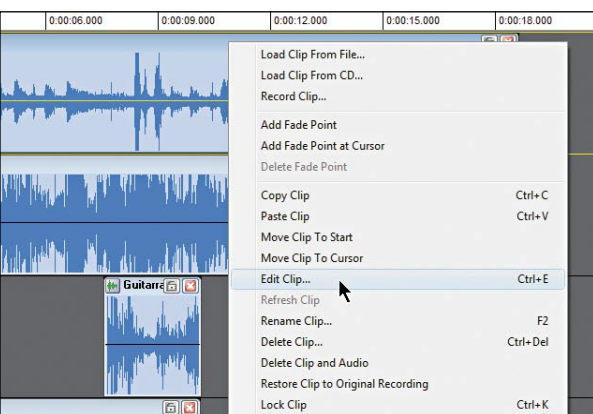 0:00:06.000 0:00:09.000 0:00:12.000 0:00:15.000 0:00:18.000
Load Clip From File...
Load Clip From CD...
Record Clip...
Add Fade Point
Add Fade Point at Cursor
Delete Fade Point
Copy Clip Ctrl+C
Paste Clip Ctrl+V
Move Clip To Start
Move Clip To Cursor
Edit Clip... Ctrl+E
Guitarra
Refresh Clip
Rename Clip... F2
Delete Clip... Ctrl+Del
Delete Clip and Audio
Restore Clip to Original Recording
Lock Clip Ctrl+K